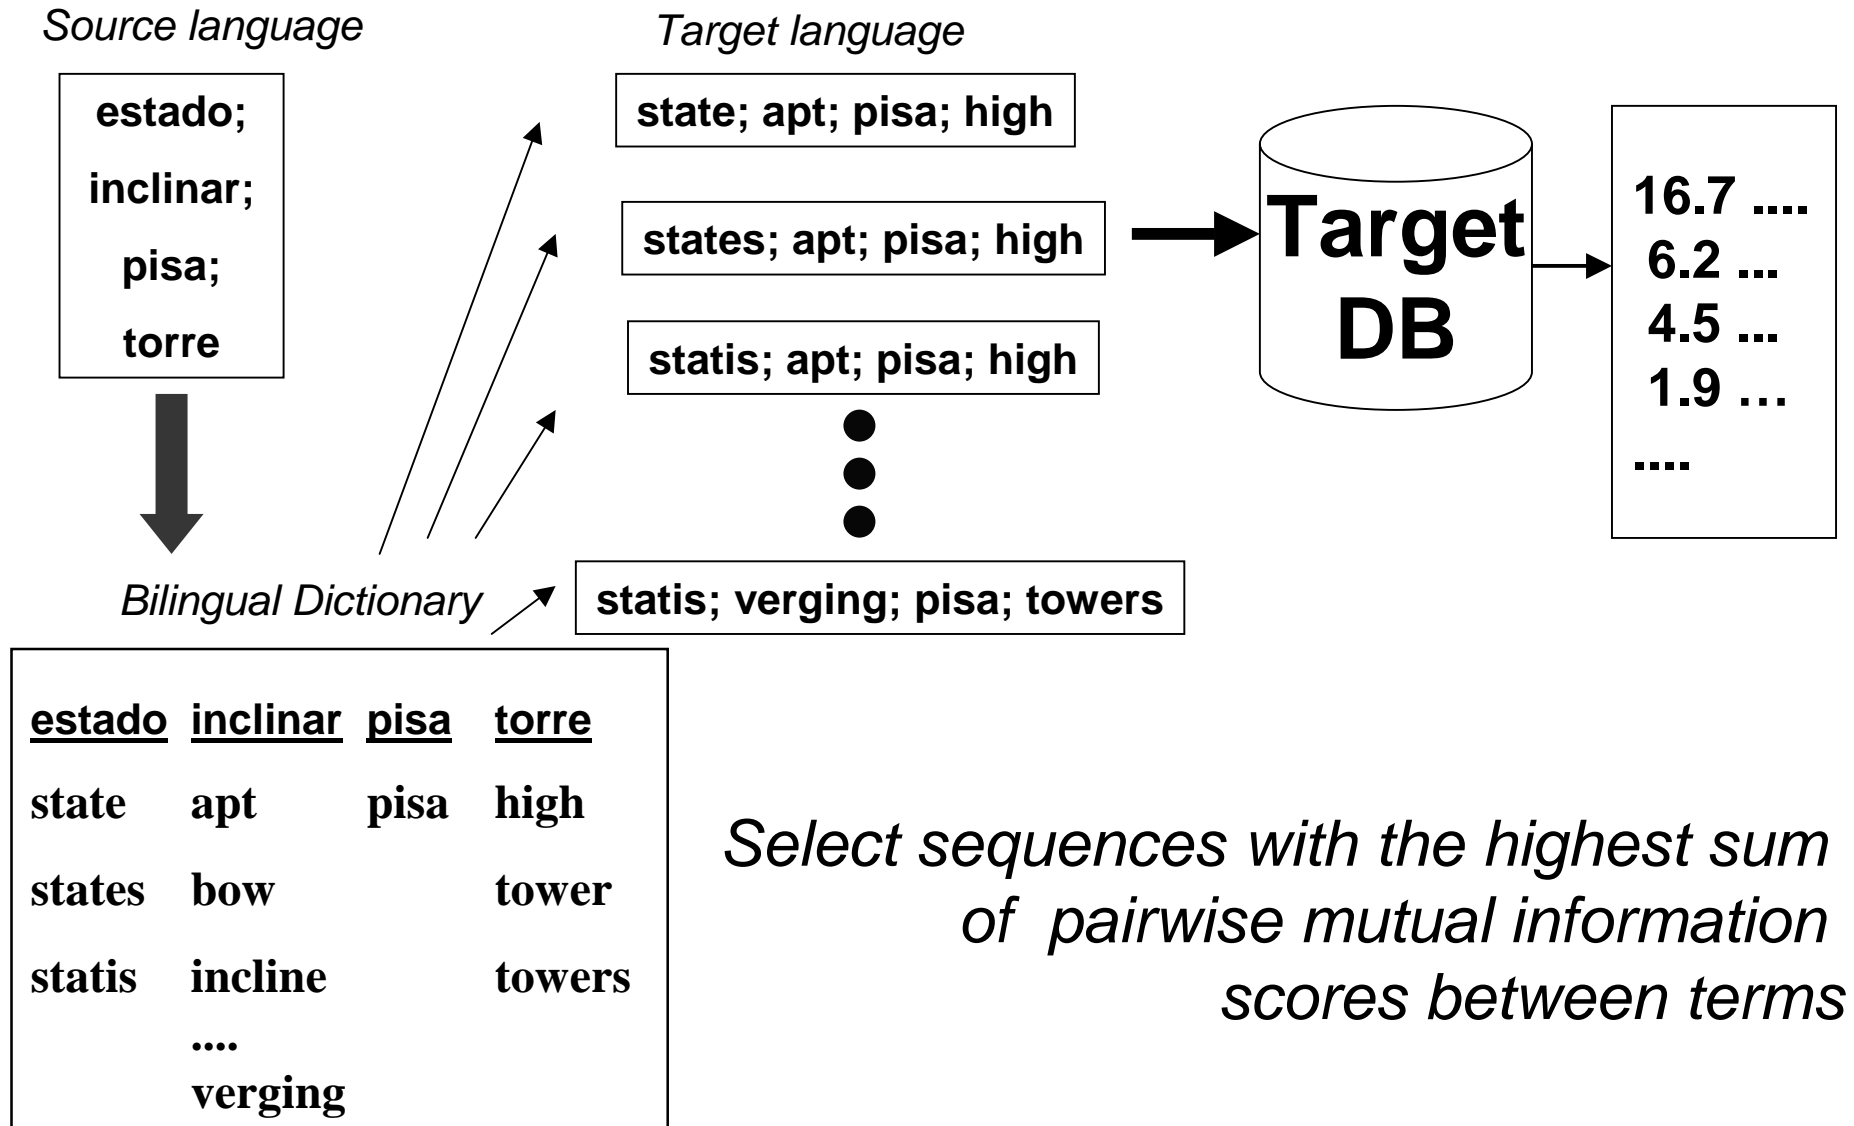 Source language
estado;
inclinar;
pisa;
torre
Target language
state; apt; pisa; high
states; apt; pisa; high
statis; apt; pisa; high
statis; verging; pisa; towers
Target
DB
16.7 ....
6.2 ...
4.5 ...
1.9 …
....
Bilingual Dictionary
estado inclinar pisa torre
state apt pisa high
states bow tower
statis incline towers
....
verging
Select sequences with the highest sum
of pairwise mutual information
scores between terms